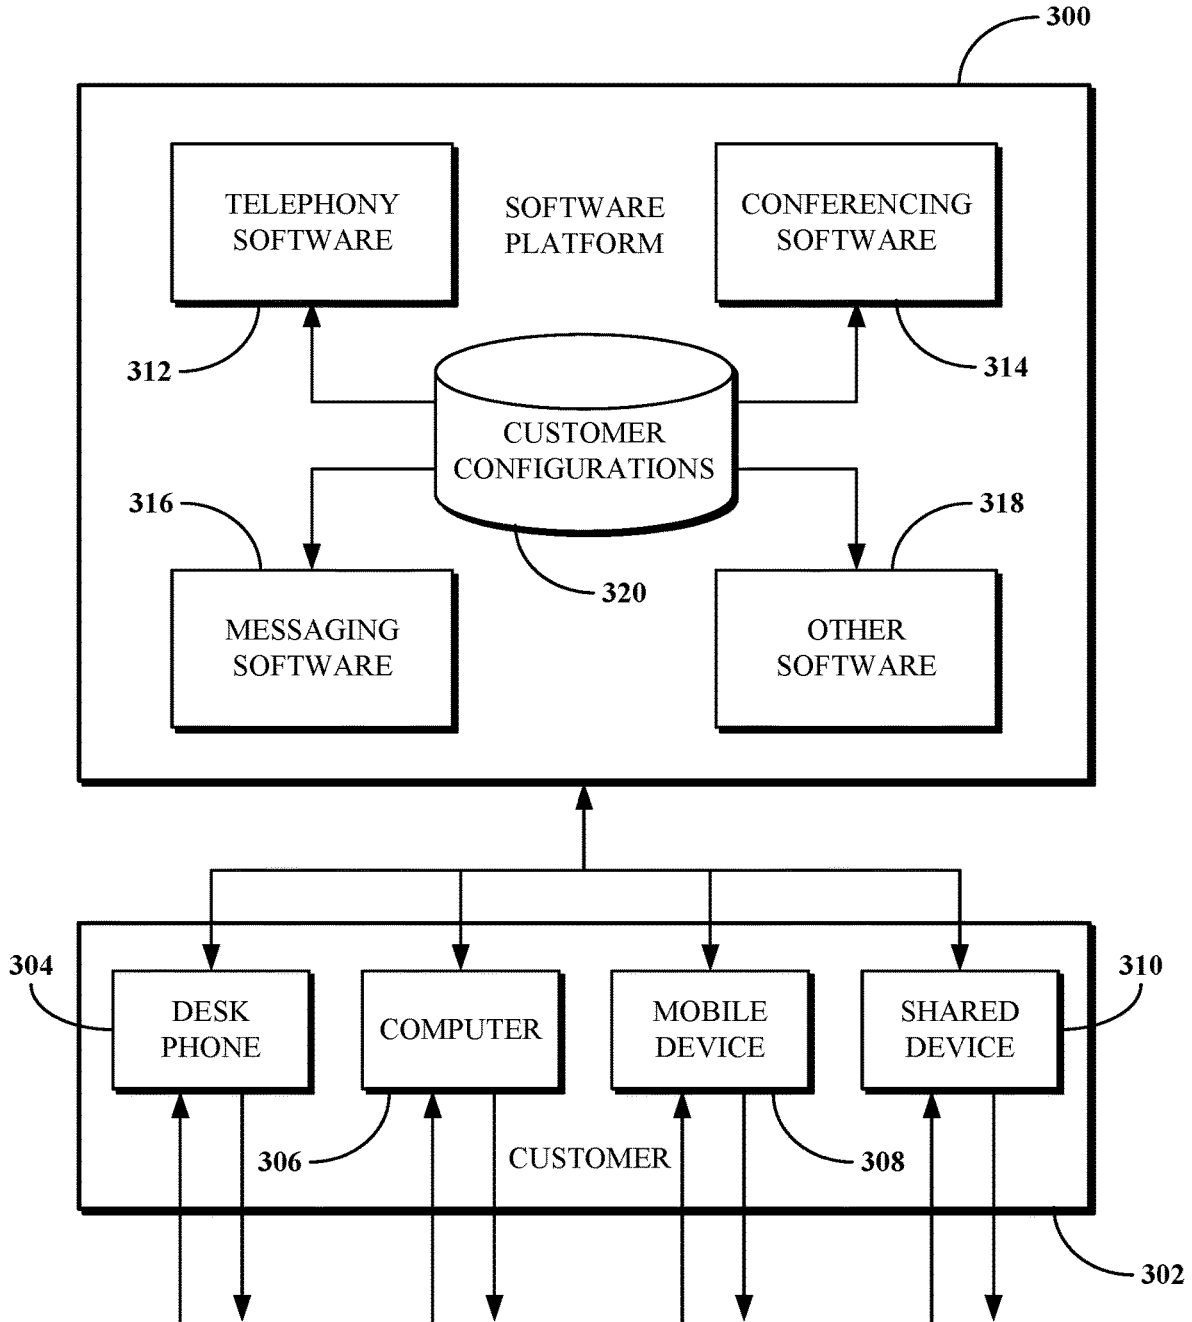 300
TELEPHONY
SOFTWARE
SOFTWARE
PLATFORM
CONFERENCING
SOFTWARE
312
314
CUSTOMER
CONFIGURATIONS
316
318
320
MESSAGING
SOFTWARE
OTHER
SOFTWARE
304
310
DESK
PHONE
COMPUTER
MOBILE
DEVICE
SHARED
DEVICE
306
CUSTOMER
308
302